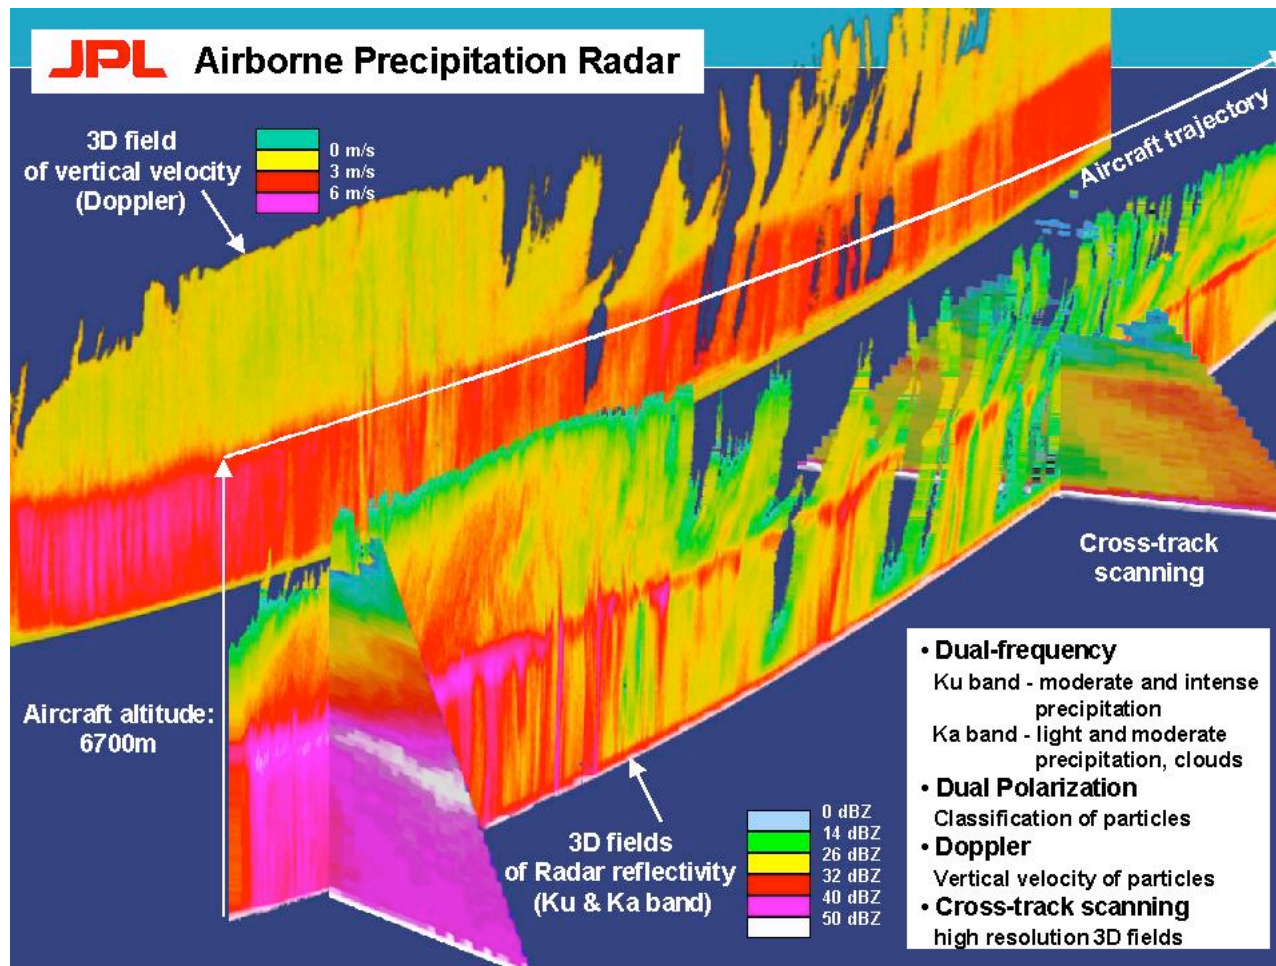 JPL Airborne Precipitation Radar
3D field
of vertical velocity
(Doppler)
0 m/s
3 m/s
6 m/s
Aircraft trajectory
Cross-track
scanning
Aircraft altitude:
6700m
3D fields
of Radar reflectivity
(Ku & Ka band)
0 dBZ
14 dBZ
26 dBZ
32 dBZ
40 dBZ
50 dBZ
• Dual-frequency
Ku band - moderate and intense
precipitation
Ka band - light and moderate
precipitation, clouds
• Dual Polarization
Classification of particles
• Doppler
Vertical velocity of particles
• Cross-track scanning
high resolution 3D fields